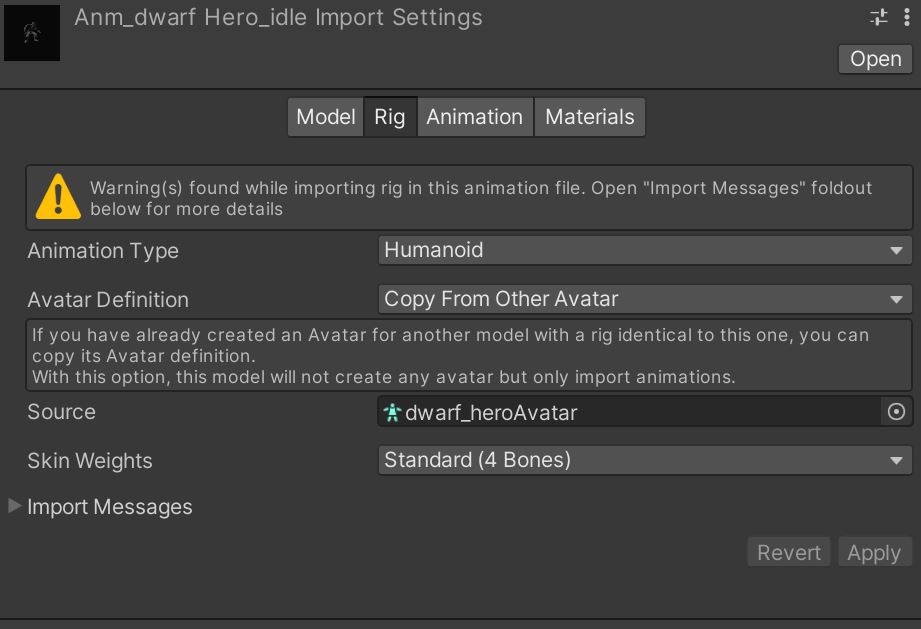 Anm_dwarf Hero_idle Import Settings
Open
Model Rig Animation Materials
Warning(s) found while importing rig in this animation file. Open "Import Messages" foldout
below for more details
Animation Type Humanoid
Avatar Definition Copy From Other Avatar
If you have already created an Avatar for another model with a rig identical to this one, you can
copy its Avatar definition.
With this option, this model will not create any avatar but only import animations.
Source dwarf_heroAvatar
Skin Weights Standard (4 Bones)
Import Messages
Revert Apply